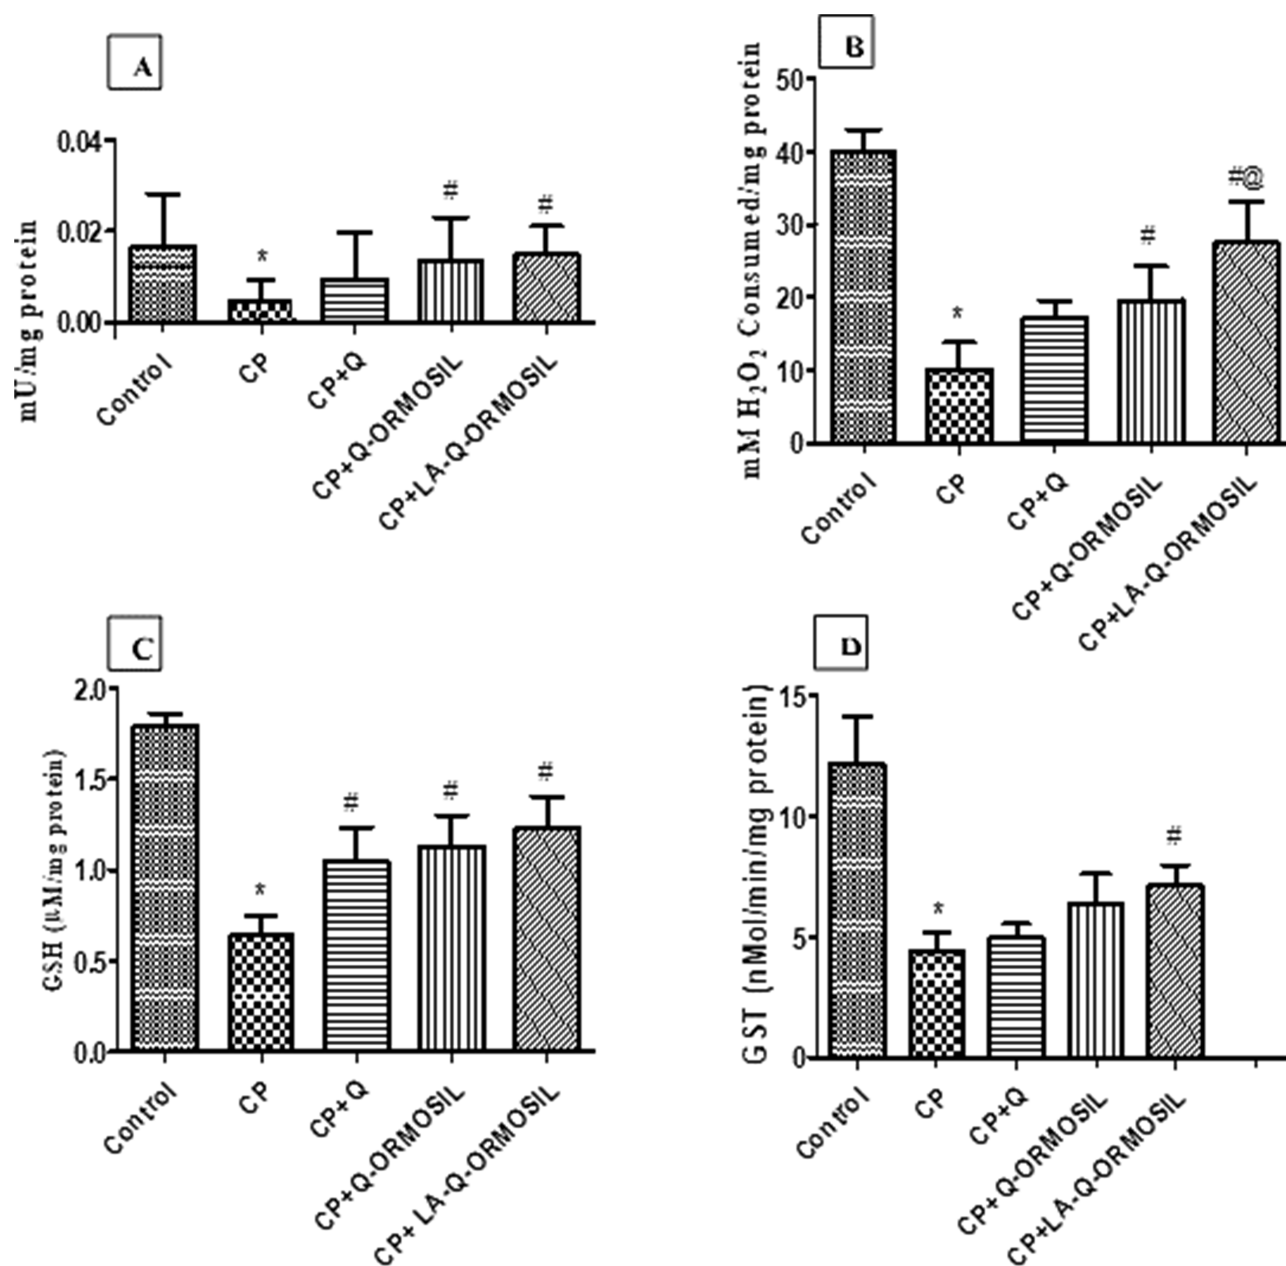 A
mU/mg protein
0.04
0.02
0.00
*
#
#
Control
CP
CP+Q
CP+Q-ORMOSIL
CP+LA-Q-ORMOSIL
B
mM H₂O₂ Consumed/mg protein
50
40
30
20
10
0
*
#
#@
Control
CP
CP+Q
CP+Q-ORMOSIL
CP+LA-Q-ORMOSIL
C
GSH (µM/mg protein)
2.0
1.5
1.0
0.5
0.0
*
#
#
#
Control
CP
CP+Q
CP+Q-ORMOSIL
CP+ LA-Q-ORMOSIL
D
GST (nMol/min/mg protein)
15
10
5
0
*
#
Control
CP
CP+Q
CP+Q-ORMOSIL
CP+LA-Q-ORMOSIL